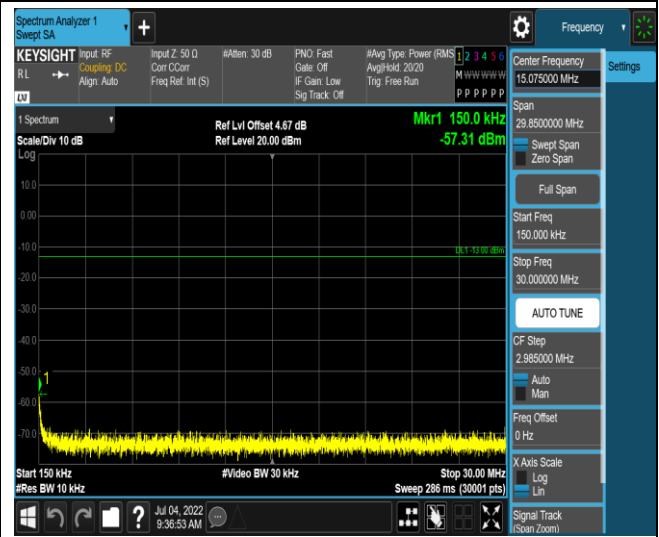 Spectrum Analyzer 1
Swept SA
+
Frequency
KEYSIGHT
RL
LXI
Input: RF
Coupling: DC
Align: Auto
Input Z: 50 Ω
Corr CCorr
Freq Ref: Int (S)
#Atten: 30 dB
PNO: Fast
Gate: Off
IF Gain: Low
Sig Track: Off
#Avg Type: Power (RMS
Avg|Hold: 20/20
Trig: Free Run
1 2 3 4 5 6
M W W W W W
P P P P P P
1 Spectrum
Scale/Div 10 dB
Ref Lvl Offset 4.67 dB
Ref Level 20.00 dBm
Mkr1 150.0 kHz
-57.31 dBm
Log
10.0
0.00
-10.0
DL1 -13.00 dBm
-20.0
-30.0
-40.0
-50.0
1
-60.0
-70.0
Start 150 kHz
#Video BW 30 kHz
Stop 30.00 MHz
#Res BW 10 kHz
Sweep 286 ms (30001 pts)
Center Frequency
15.075000 MHz
Settings
Span
29.8500000 MHz
Swept Span
Zero Span
Full Span
Start Freq
150.000 kHz
Stop Freq
30.000000 MHz
AUTO TUNE
CF Step
2.985000 MHz
Auto
Man
Freq Offset
0 Hz
X Axis Scale
Log
Lin
Signal Track
(Span Zoom)
?
Jul 04, 2022
9:36:53 AM